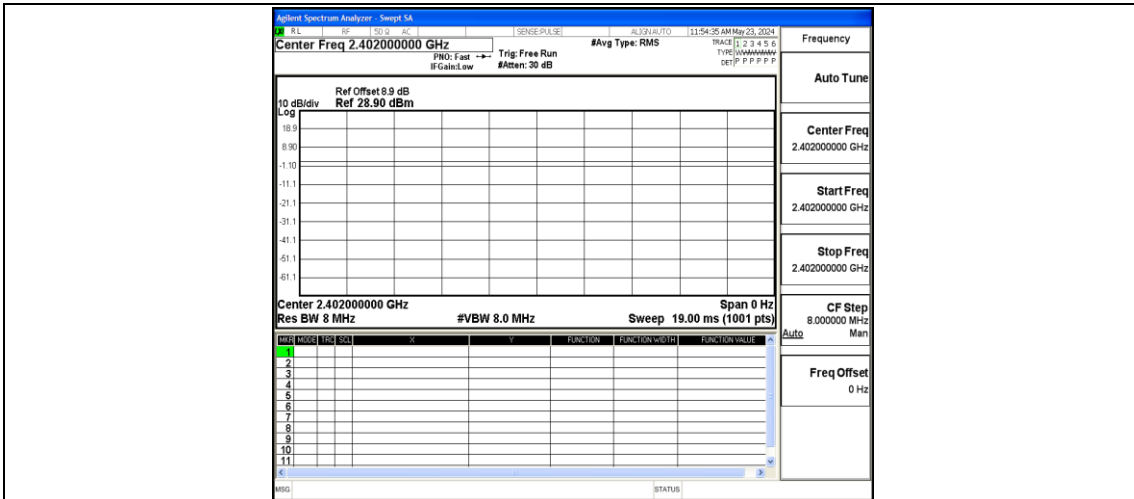 Agilent Spectrum Analyzer - Swept SA
RL RF 50 Ω AC SENSE:PULSE ALIGN AUTO 11:54:35 AM May 23, 2024
Center Freq 2.402000000 GHz
#Avg Type: RMS
TRACE 1 2 3 4 5 6
TYPE
DET P P P P P P
PNO: Fast
IFGain:Low
Trig: Free Run
#Atten: 30 dB
Ref Offset 8.9 dB
10 dB/div Ref 28.90 dBm
Log
18.9
8.90
-1.10
-11.1
-21.1
-31.1
-41.1
-51.1
-61.1
Center 2.402000000 GHz Span 0 Hz
Res BW 8 MHz #VBW 8.0 MHz Sweep 19.00 ms (1001 pts)
MKR MODE TRC SCL X Y FUNCTION FUNCTION WIDTH FUNCTION VALUE
1
2
3
4
5
6
7
8
9
10
11
MSG STATUS
Frequency
Auto Tune
Center Freq
2.402000000 GHz
Start Freq
2.402000000 GHz
Stop Freq
2.402000000 GHz
CF Step
8.000000 MHz
Auto Man
Freq Offset
0 Hz